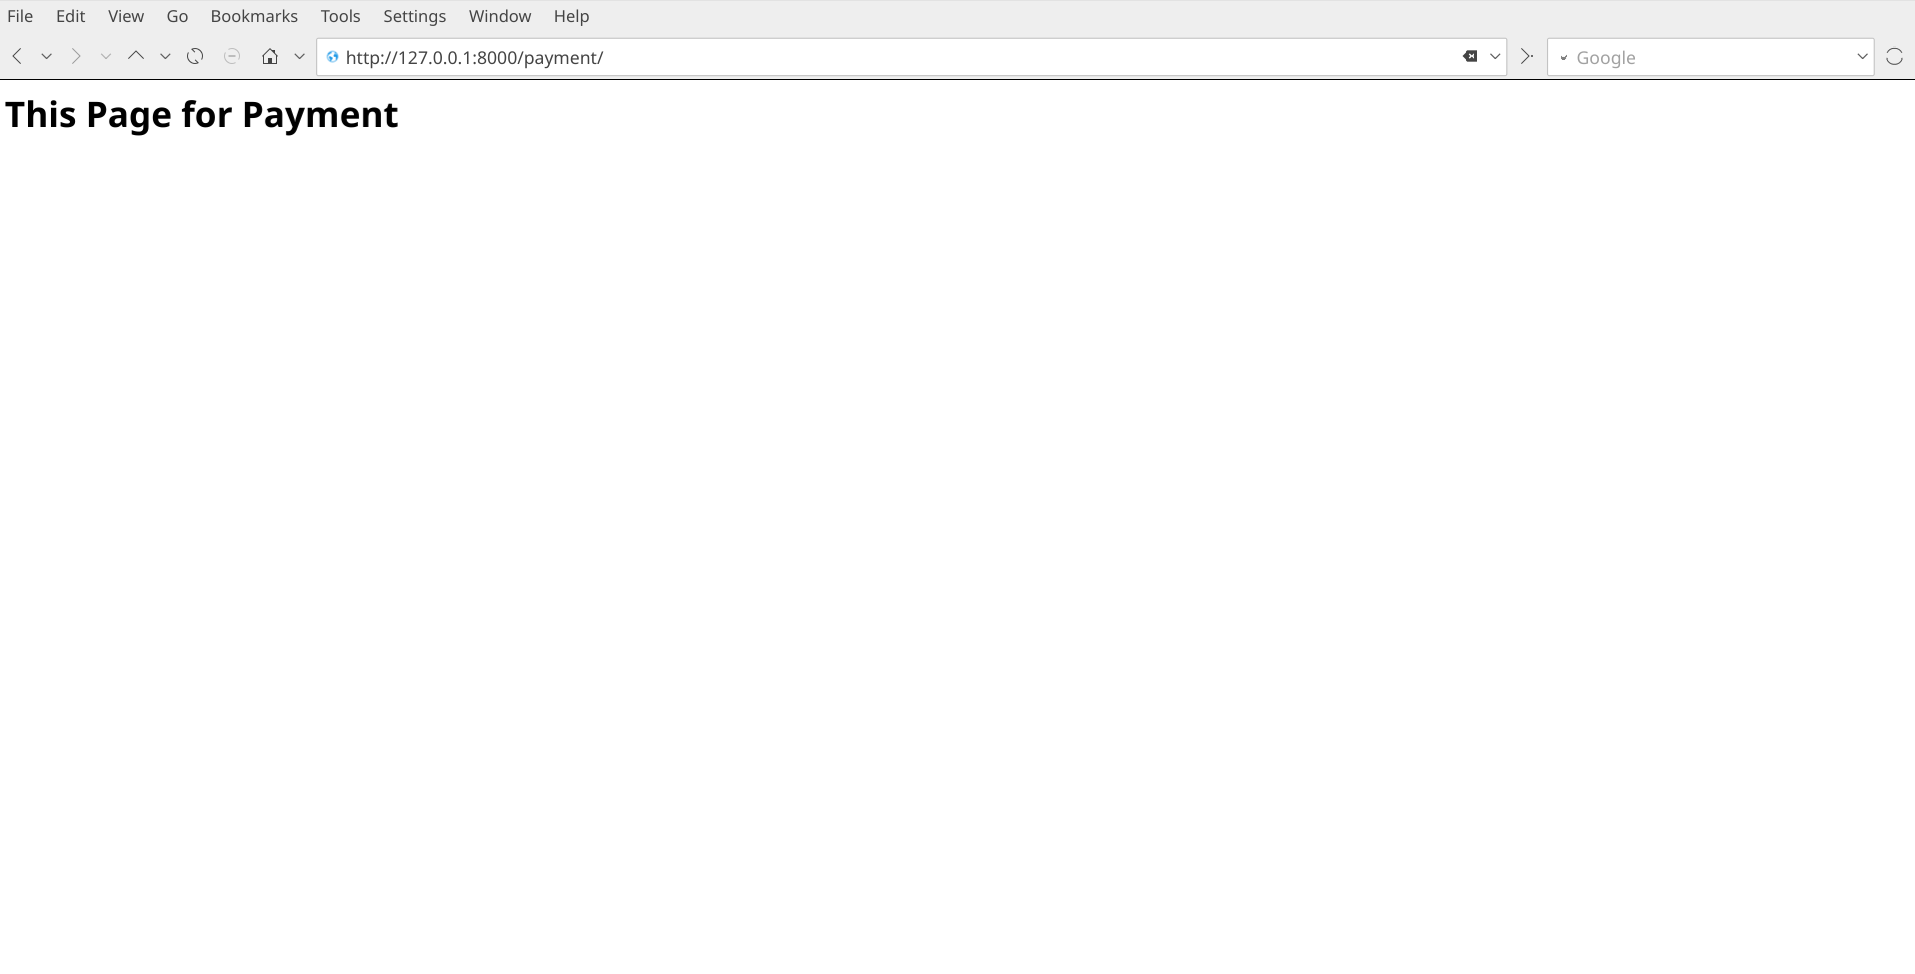 File Edit View Go Bookmarks Tools Settings Window Help
http://127.0.0.1:8000/payment/ Google
This Page for Payment